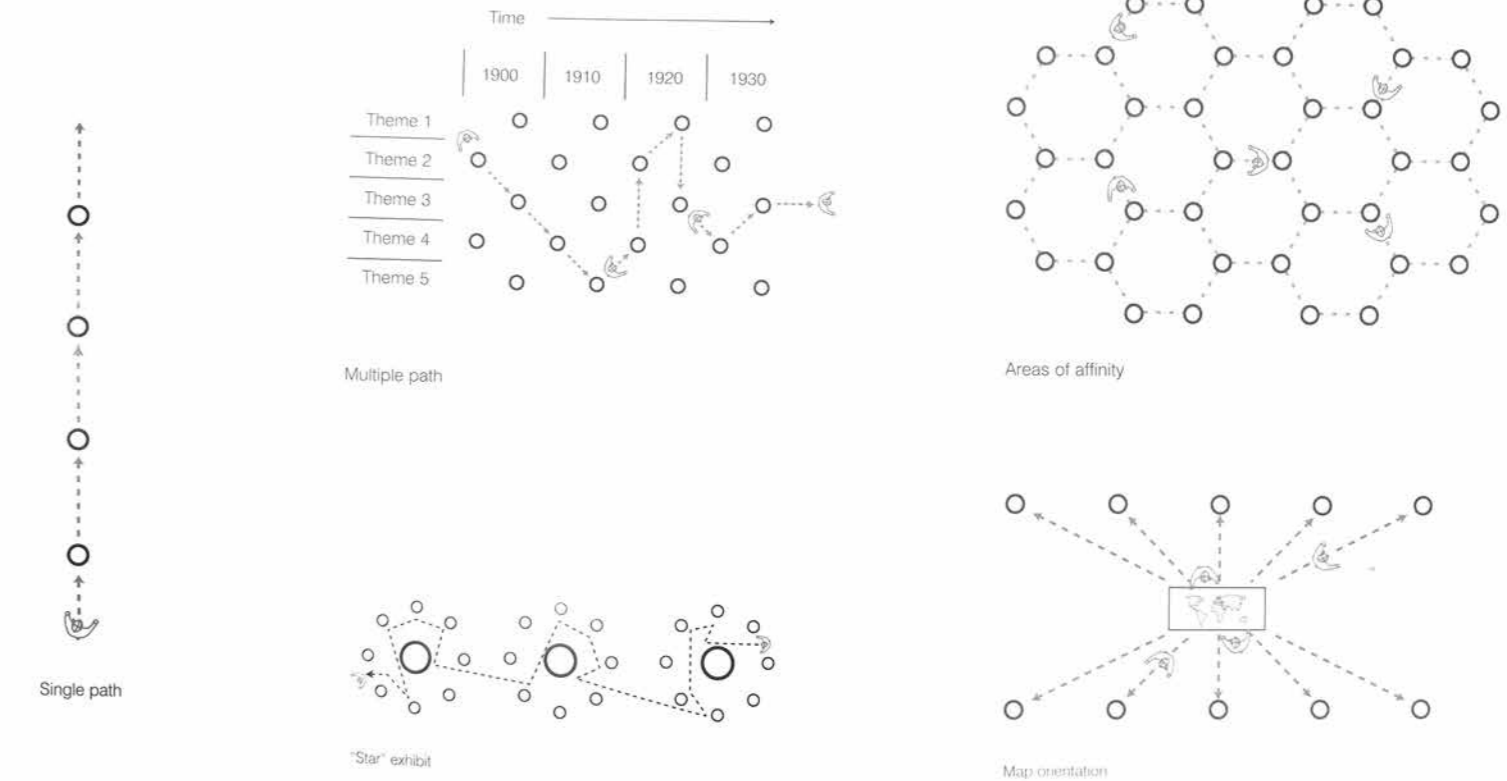 Time
1900 1910 1920 1930
Theme 1
Theme 2
Theme 3
Theme 4
Theme 5
Multiple path
Areas of affinity
Single path
"Star" exhibit
Map orientation